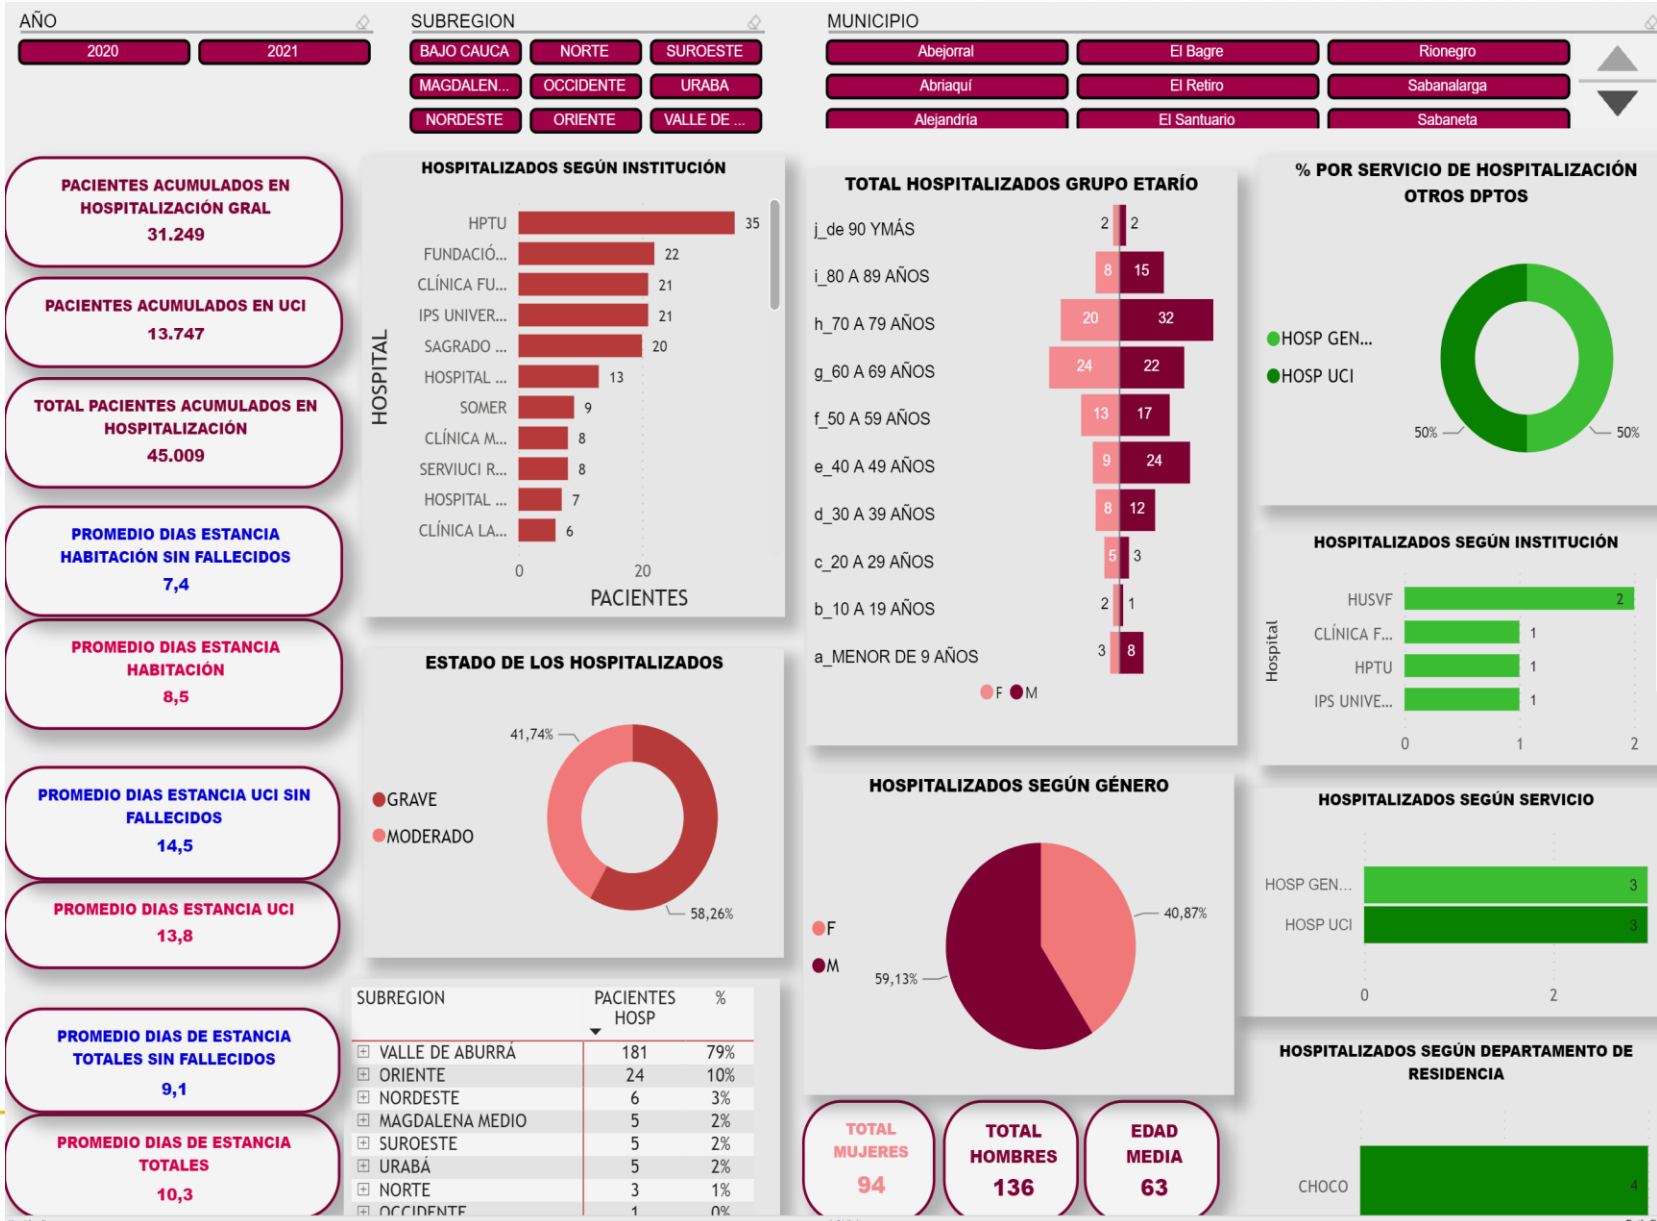 AÑO
2020
2021
SUBREGION
BAJO CAUCA
NORTE
SUROESTE
MAGDALEN...
OCCIDENTE
URABA
NORDESTE
ORIENTE
VALLE DE ...
MUNICIPIO
Abejorral
El Bagre
Rionegro
Abriaquí
El Retiro
Sabanalarga
Alejandría
El Santuario
Sabaneta
PACIENTES ACUMULADOS EN
HOSPITALIZACIÓN GRAL
31.249
PACIENTES ACUMULADOS EN UCI
13.747
TOTAL PACIENTES ACUMULADOS EN
HOSPITALIZACIÓN
45.009
PROMEDIO DIAS ESTANCIA
HABITACIÓN SIN FALLECIDOS
7,4
PROMEDIO DIAS ESTANCIA
HABITACIÓN
8,5
PROMEDIO DIAS ESTANCIA UCI SIN
FALLECIDOS
14,5
PROMEDIO DIAS ESTANCIA UCI
13,8
PROMEDIO DIAS DE ESTANCIA
TOTALES SIN FALLECIDOS
9,1
PROMEDIO DIAS DE ESTANCIA
TOTALES
10,3
HOSPITALIZADOS SEGÚN INSTITUCIÓN
HOSPITAL
HPTU 35
FUNDACIÓ... 22
CLÍNICA FU... 21
IPS UNIVER... 21
SAGRADO ... 20
HOSPITAL ... 13
SOMER 9
CLÍNICA M... 8
SERVIUCI R... 8
HOSPITAL ... 7
CLÍNICA LA... 6
0 20
PACIENTES
ESTADO DE LOS HOSPITALIZADOS
41,74%
GRAVE
MODERADO
58,26%
SUBREGION PACIENTES HOSP %
VALLE DE ABURRÁ 181 79%
ORIENTE 24 10%
NORDESTE 6 3%
MAGDALENA MEDIO 5 2%
SUROESTE 5 2%
URABÁ 5 2%
NORTE 3 1%
OCCIDENTE 1 0%
TOTAL HOSPITALIZADOS GRUPO ETARÍO
j_de 90 YMÁS 2 2
i_80 A 89 AÑOS 8 15
h_70 A 79 AÑOS 20 32
g_60 A 69 AÑOS 24 22
f_50 A 59 AÑOS 13 17
e_40 A 49 AÑOS 9 24
d_30 A 39 AÑOS 8 12
c_20 A 29 AÑOS 5 3
b_10 A 19 AÑOS 2 1
a_MENOR DE 9 AÑOS 3 8
F M
HOSPITALIZADOS SEGÚN GÉNERO
F
M
40,87%
59,13%
TOTAL
MUJERES
94
TOTAL
HOMBRES
136
EDAD
MEDIA
63
% POR SERVICIO DE HOSPITALIZACIÓN
OTROS DPTOS
HOSP GEN...
HOSP UCI
50% 50%
HOSPITALIZADOS SEGÚN INSTITUCIÓN
Hospital
HUSVF 2
CLÍNICA F... 1
HPTU 1
IPS UNIVE... 1
0 1 2
HOSPITALIZADOS SEGÚN SERVICIO
HOSP GEN... 3
HOSP UCI 3
0 2
HOSPITALIZADOS SEGÚN DEPARTAMENTO DE
RESIDENCIA
CHOCO 4